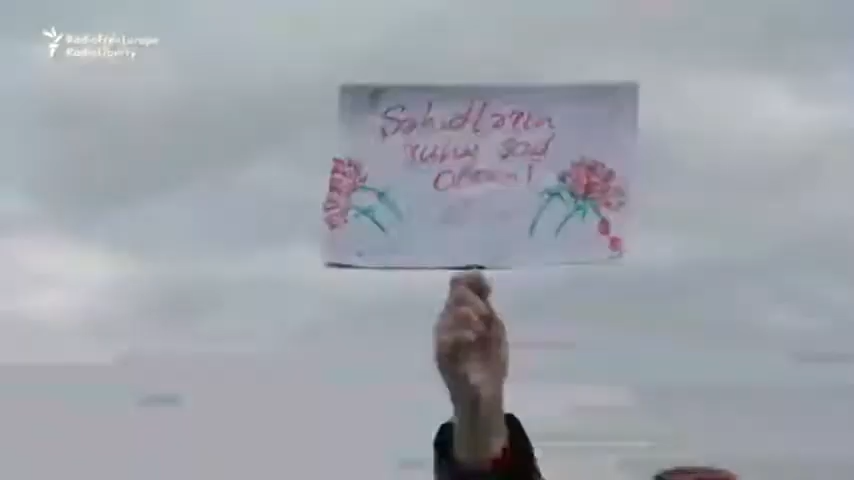 RadioFreeEurope
RadioLiberty
Şəhidlərin
ruhu şad
olsun!